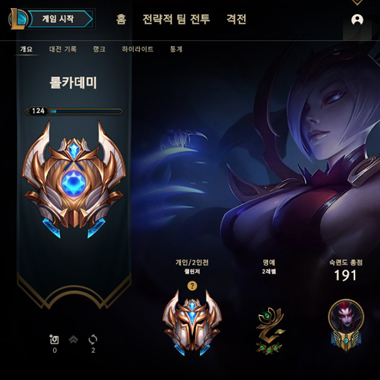 게임 시작
홈 전략적 팀 전투 격전
개요 대전 기록 랭크 하이라이트 통계
롤카데미
124
개인/2인전 명예 숙련도 총점
챌린저 2레벨 191
?
0 2